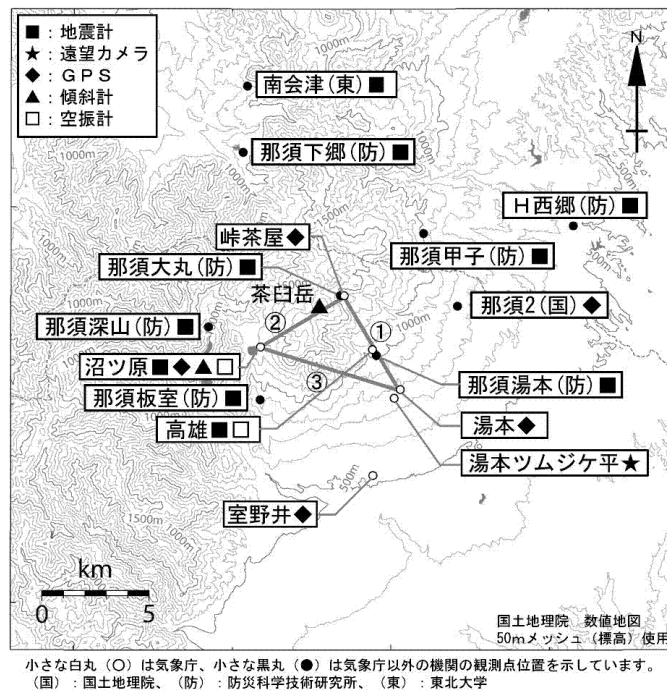 ■：地震計
★：遠望カメラ
◆：ＧＰＳ
▲：傾斜計
□：空振計
N
1000m
南会津(東)■
1000m
那須下郷(防)■
1000m
500m
Ｈ西郷(防)■
峠茶屋◆
那須甲子(防)■
那須大丸(防)■
茶臼岳
那須2(国)◆
②
①
1000m
那須深山(防)■
沼ツ原■◆▲□
③
那須湯本(防)■
那須板室(防)■
高雄■□
湯本◆
湯本ツムジケ平★
500m
室野井◆
1500m
1000m
km
0 5
国土地理院 数値地図
50mメッシュ（標高）使用
小さな白丸（○）は気象庁、小さな黒丸（●）は気象庁以外の機関の観測点位置を示しています。
（国）：国土地理院、（防）：防災科学技術研究所、（東）：東北大学